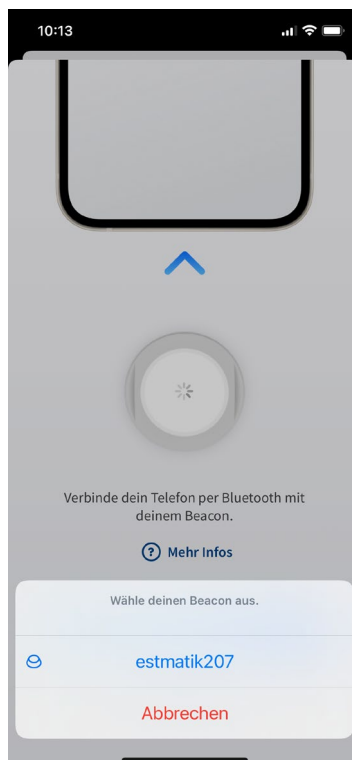 10:13
Verbinde dein Telefon per Bluetooth mit
deinem Beacon.
? Mehr Infos
Wähle deinen Beacon aus.
estmatik207
Abbrechen